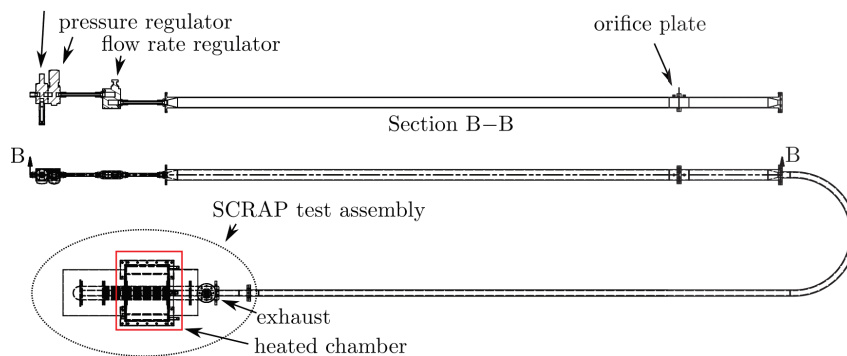 pressure regulator
flow rate regulator
orifice plate
Section B−B
B
B
SCRAP test assembly
exhaust
heated chamber